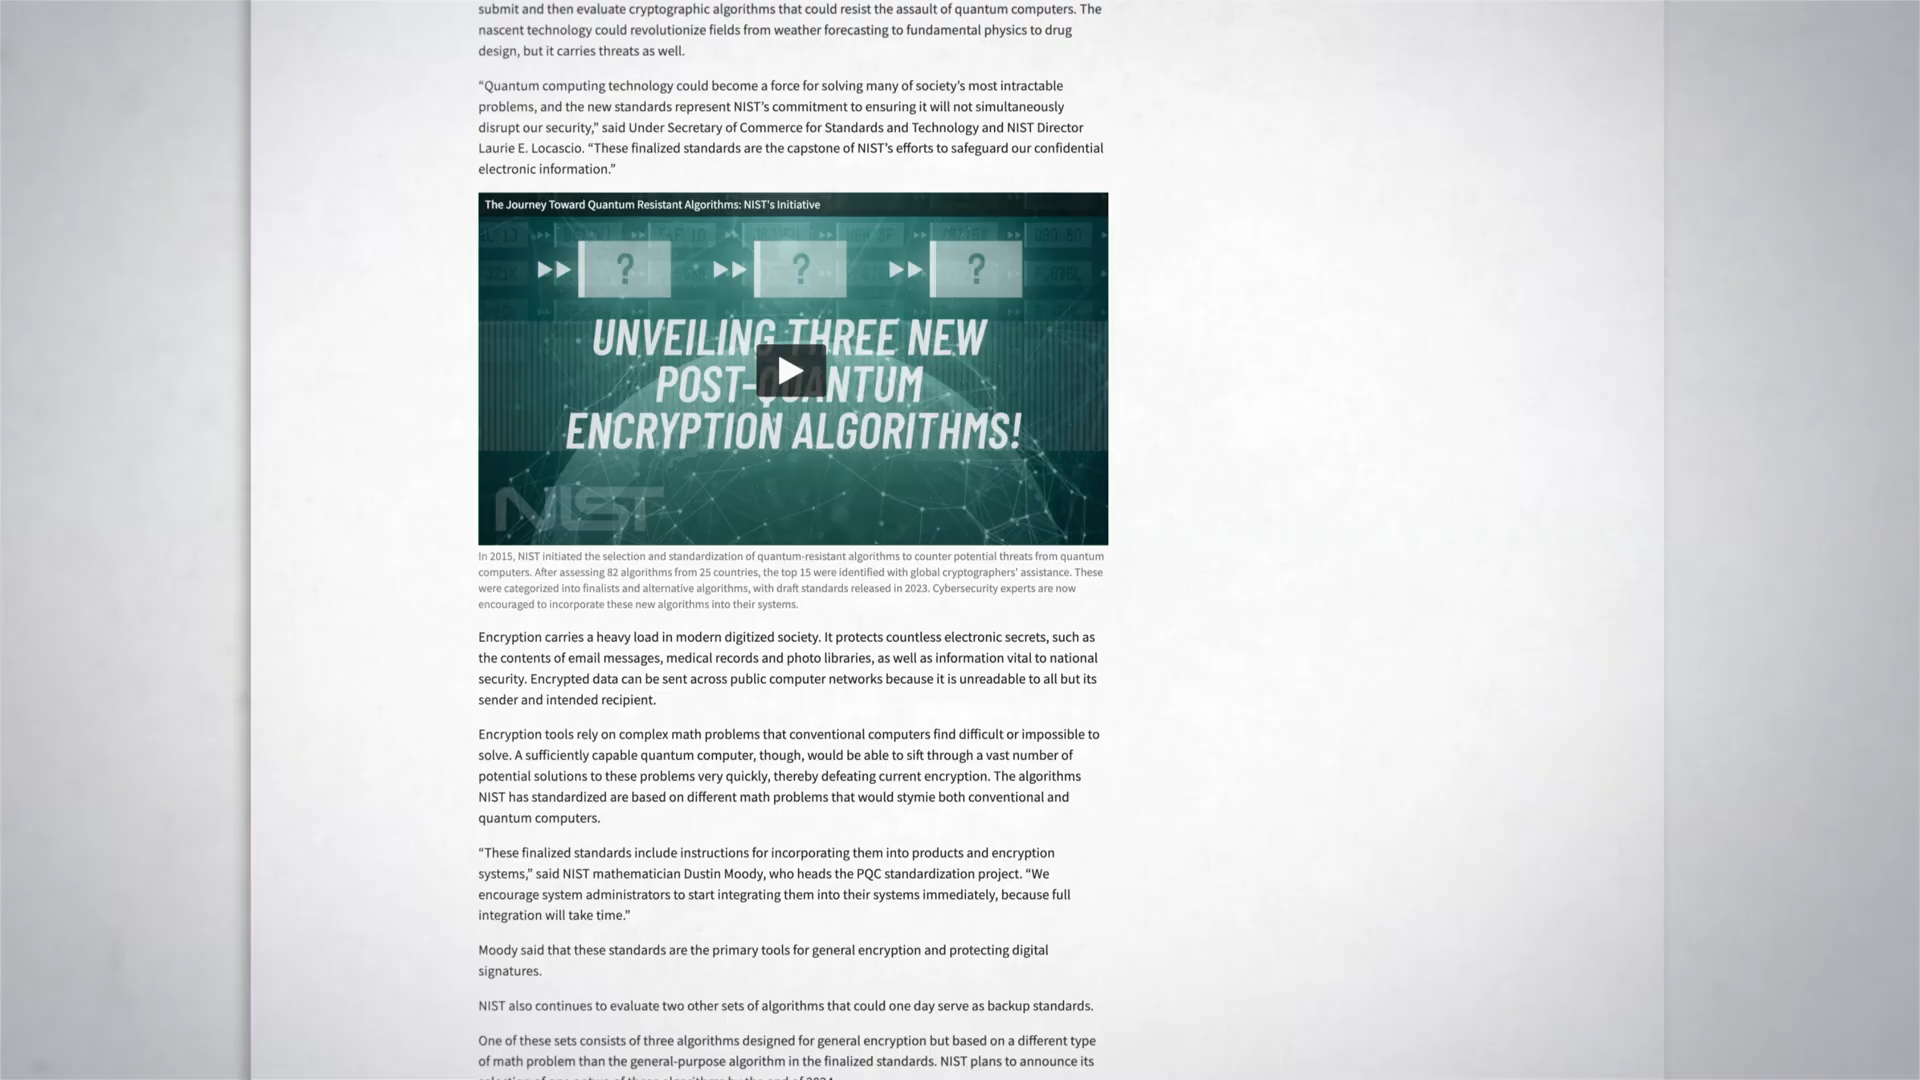 submit and then evaluate cryptographic algorithms that could resist the assault of quantum computers. The
nascent technology could revolutionize fields from weather forecasting to fundamental physics to drug
design, but it carries threats as well.
“Quantum computing technology could become a force for solving many of society’s most intractable
problems, and the new standards represent NIST’s commitment to ensuring it will not simultaneously
disrupt our security,” said Under Secretary of Commerce for Standards and Technology and NIST Director
Laurie E. Locascio. “These finalized standards are the capstone of NIST’s efforts to safeguard our confidential
electronic information.”
The Journey Toward Quantum Resistant Algorithms: NIST's Initiative
? ? ?
UNVEILING THREE NEW
POST-QUANTUM
ENCRYPTION ALGORITHMS!
NIST
In 2015, NIST initiated the selection and standardization of quantum-resistant algorithms to counter potential threats from quantum
computers. After assessing 82 algorithms from 25 countries, the top 15 were identified with global cryptographers' assistance. These
were categorized into finalists and alternative algorithms, with draft standards released in 2023. Cybersecurity experts are now
encouraged to incorporate these new algorithms into their systems.
Encryption carries a heavy load in modern digitized society. It protects countless electronic secrets, such as
the contents of email messages, medical records and photo libraries, as well as information vital to national
security. Encrypted data can be sent across public computer networks because it is unreadable to all but its
sender and intended recipient.
Encryption tools rely on complex math problems that conventional computers find difficult or impossible to
solve. A sufficiently capable quantum computer, though, would be able to sift through a vast number of
potential solutions to these problems very quickly, thereby defeating current encryption. The algorithms
NIST has standardized are based on different math problems that would stymie both conventional and
quantum computers.
“These finalized standards include instructions for incorporating them into products and encryption
systems,” said NIST mathematician Dustin Moody, who heads the PQC standardization project. “We
encourage system administrators to start integrating them into their systems immediately, because full
integration will take time.”
Moody said that these standards are the primary tools for general encryption and protecting digital
signatures.
NIST also continues to evaluate two other sets of algorithms that could one day serve as backup standards.
One of these sets consists of three algorithms designed for general encryption but based on a different type
of math problem than the general-purpose algorithm in the finalized standards. NIST plans to announce its